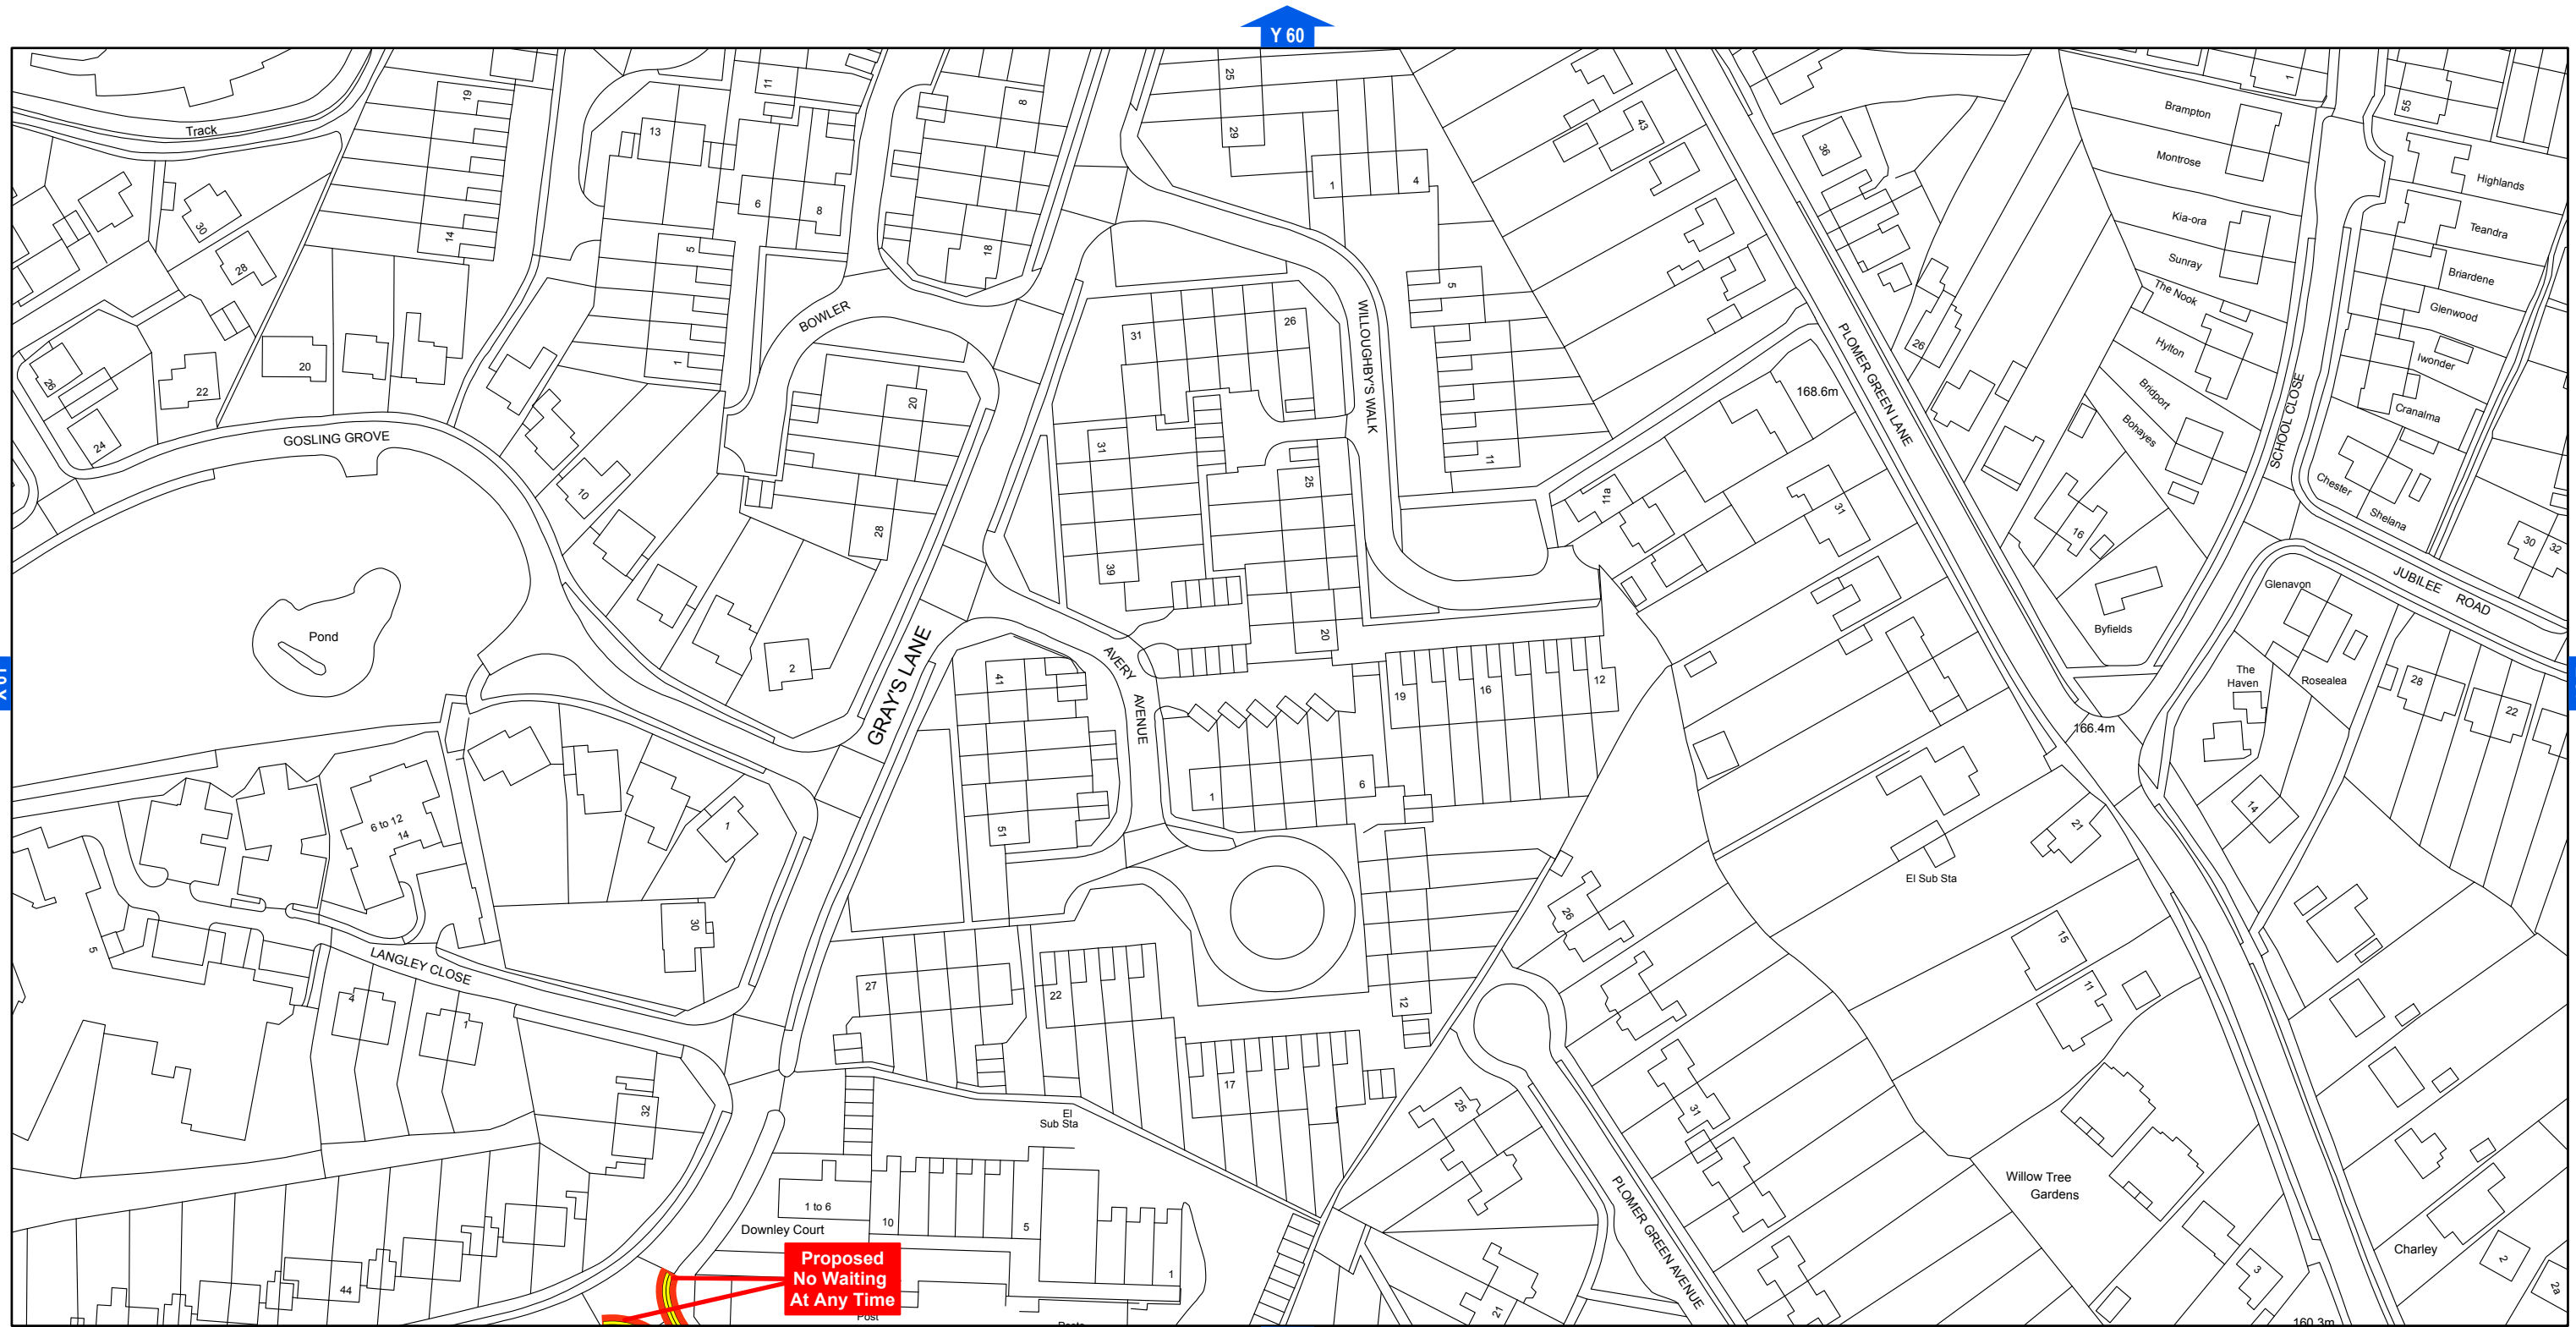 Y 60
Track
19
14
30
28
26
24
22
20
GOSLING GROVE
13
11
6
8
5
1
10
BOWLER
8
18
20
28
2
GRAY'S LANE
25
29
1
4
31
26
31
39
25
20
WILLOUGHBY'S WALK
5
11
43
36
26
168.6m
PLOMER GREEN LANE
11a
31
16
Byfields
166.4m
1
Brampton
Montrose
Kia-ora
Sunray
The Nook
Hylton
Bridport
Bohayes
SCHOOL CLOSE
55
Highlands
Teandra
Briardene
Glenwood
Iwonder
Cranalma
Chester
Shelana
30
32
JUBILEE ROAD
Glenavon
The
Haven
Rosealea
28
22
14
Pond
6 to 12
14
1
30
5
LANGLEY CLOSE
4
1
32
44
41
51
AVERY
AVENUE
19
16
12
1
6
27
22
12
17
El
Sub Sta
1 to 6
Downley Court
10
5
1
Proposed
No Waiting
At Any Time
Post
Posts
26
25
31
21
PLOMER GREEN AVENUE
El Sub Sta
21
15
11
Willow Tree
Gardens
Charley
3
2
2a
160.3m